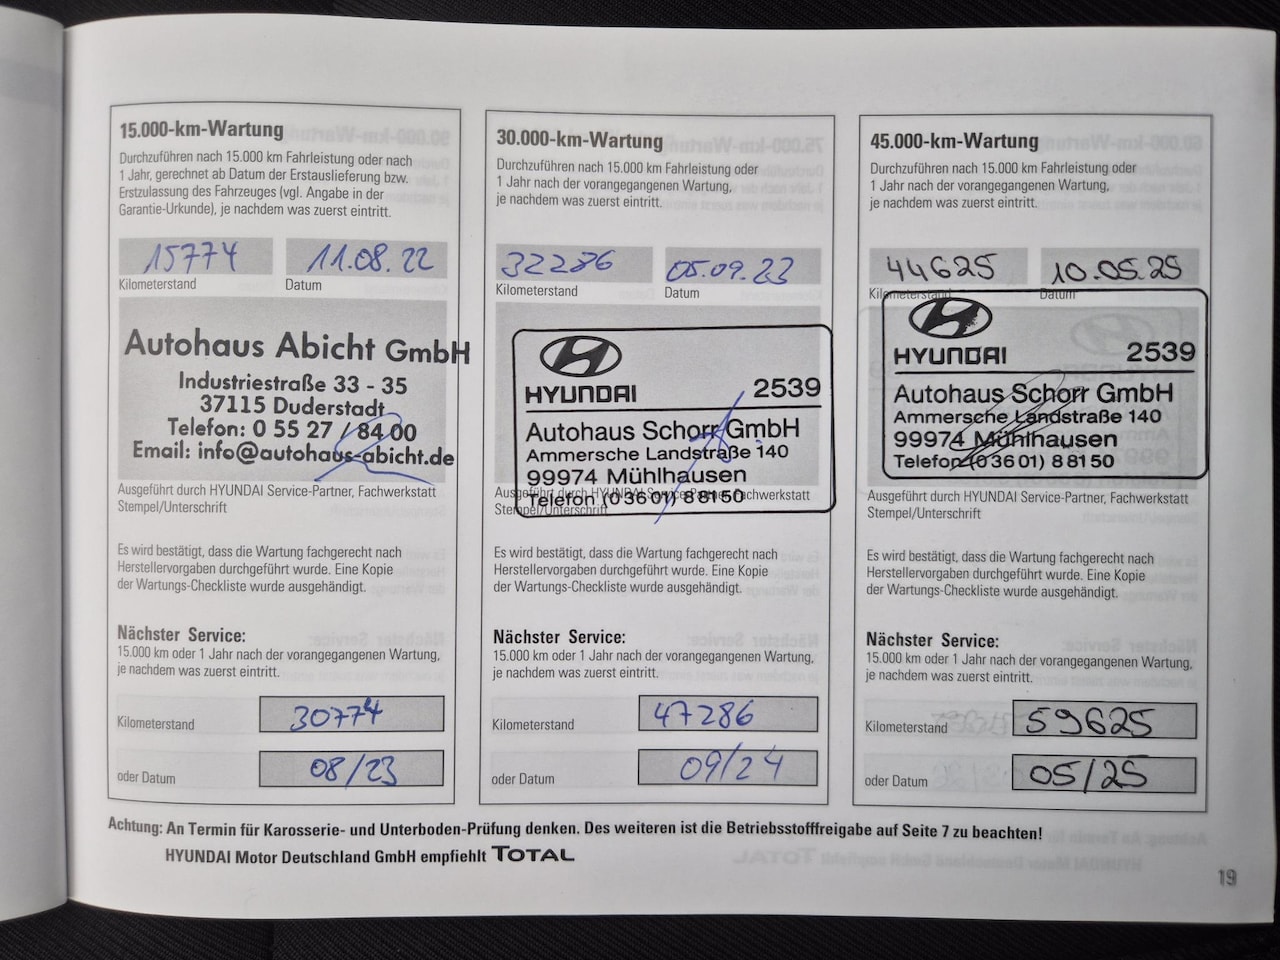 15.000-km-Wartung
Durchzuführen nach 15.000 km Fahrleistung oder nach
1 Jahr, gerechnet ab Datum der Erstauslieferung bzw.
Erstzulassung des Fahrzeuges (vgl. Angabe in der
Garantie-Urkunde), je nachdem was zuerst eintritt.
15774 11.08.22
Kilometerstand Datum
Autohaus Abicht GmbH
Industriestraße 33 - 35
37115 Duderstadt
Telefon: 0 55 27 / 84 00
Email: info@autohaus-abicht.de
Ausgeführt durch HYUNDAI Service-Partner, Fachwerkstatt
Stempel/Unterschrift
Es wird bestätigt, dass die Wartung fachgerecht nach
Herstellervorgaben durchgeführt wurde. Eine Kopie
der Wartungs-Checkliste wurde ausgehändigt.
Nächster Service:
15.000 km oder 1 Jahr nach der vorangegangenen Wartung,
je nachdem was zuerst eintritt.
Kilometerstand 30774
oder Datum 08/23
30.000-km-Wartung
Durchzuführen nach 15.000 km Fahrleistung oder
1 Jahr nach der vorangegangenen Wartung,
je nachdem was zuerst eintritt.
32286 05.09.23
Kilometerstand Datum
HYUNDAI 2539
Autohaus Schorr GmbH
Ammersche Landstraße 140
99974 Mühlhausen
Telefon (0 36 01) 8 81 50
Ausgeführt durch HYUNDAI Service-Partner, Fachwerkstatt
Stempel/Unterschrift
Es wird bestätigt, dass die Wartung fachgerecht nach
Herstellervorgaben durchgeführt wurde. Eine Kopie
der Wartungs-Checkliste wurde ausgehändigt.
Nächster Service:
15.000 km oder 1 Jahr nach der vorangegangenen Wartung,
je nachdem was zuerst eintritt.
Kilometerstand 47286
oder Datum 09/24
45.000-km-Wartung
Durchzuführen nach 15.000 km Fahrleistung oder
1 Jahr nach der vorangegangenen Wartung,
je nachdem was zuerst eintritt.
44625 10.05.25
Kilometerstand Datum
HYUNDAI 2539
Autohaus Schorr GmbH
Ammersche Landstraße 140
99974 Mühlhausen
Telefon (0 36 01) 8 81 50
Ausgeführt durch HYUNDAI Service-Partner, Fachwerkstatt
Stempel/Unterschrift
Es wird bestätigt, dass die Wartung fachgerecht nach
Herstellervorgaben durchgeführt wurde. Eine Kopie
der Wartungs-Checkliste wurde ausgehändigt.
Nächster Service:
15.000 km oder 1 Jahr nach der vorangegangenen Wartung,
je nachdem was zuerst eintritt.
Kilometerstand 59625
oder Datum 05/25
Achtung: An Termin für Karosserie- und Unterboden-Prüfung denken. Des weiteren ist die Betriebsstofffreigabe auf Seite 7 zu beachten!
HYUNDAI Motor Deutschland GmbH empfiehlt TOTAL
19